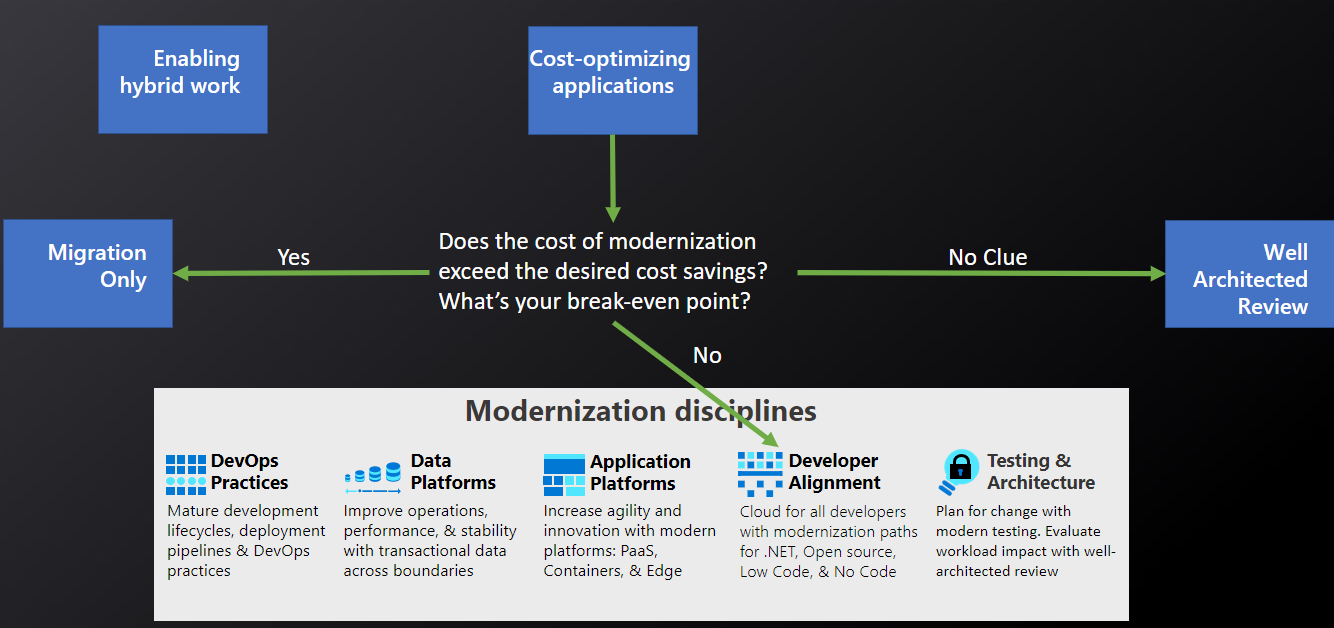 Enabling
hybrid work
Cost-optimizing
applications
Migration
Only
Yes
Does the cost of modernization
exceed the desired cost savings?
What’s your break-even point?
No Clue
Well
Architected
Review
No
Modernization disciplines
DevOps
Practices
Mature development
lifecycles, deployment
pipelines & DevOps
practices
Data
Platforms
Improve operations,
performance, & stability
with transactional data
across boundaries
Application
Platforms
Increase agility and
innovation with modern
platforms: PaaS,
Containers, & Edge
Developer
Alignment
Cloud for all developers
with modernization paths
for .NET, Open source,
Low Code, & No Code
Testing &
Architecture
Plan for change with
modern testing. Evaluate
workload impact with well-
architected review